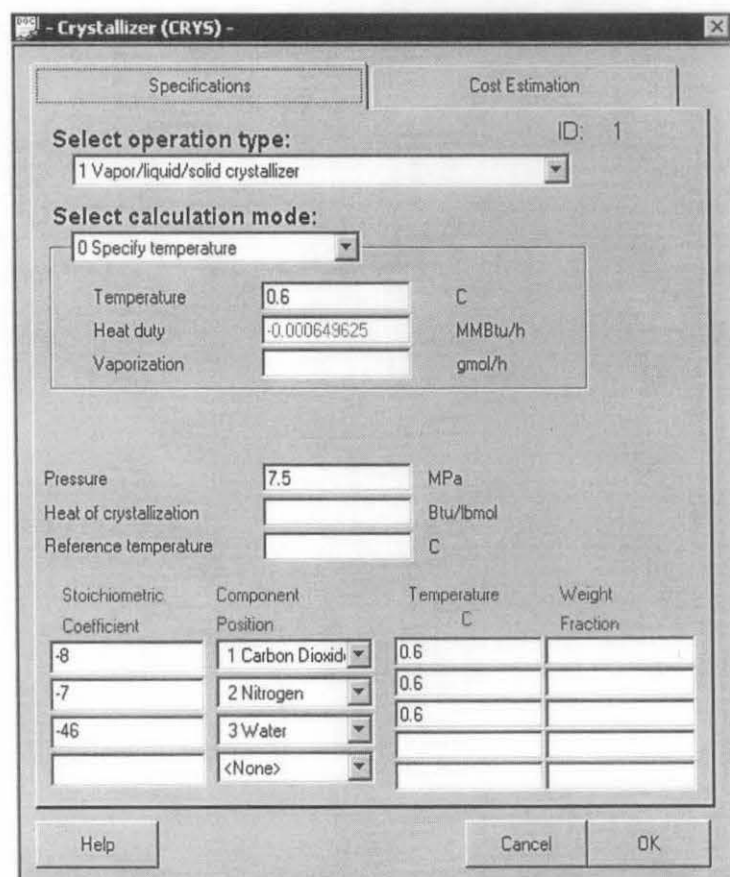 - Crystallizer (CRYS) -
Specifications Cost Estimation
ID: 1
Select operation type:
1 Vapor/liquid/solid crystallizer
Select calculation mode:
0 Specify temperature
Temperature 0.6 C
Heat duty -0.000649625 MMBtu/h
Vaporization gmol/h
Pressure 7.5 MPa
Heat of crystallization Btu/lbmol
Reference temperature C
Stoichiometric Component Temperature Weight
Coefficient Position C Fraction
-8 1 Carbon Dioxid 0.6
-7 2 Nitrogen 0.6
-46 3 Water 0.6
<None>
Help Cancel OK